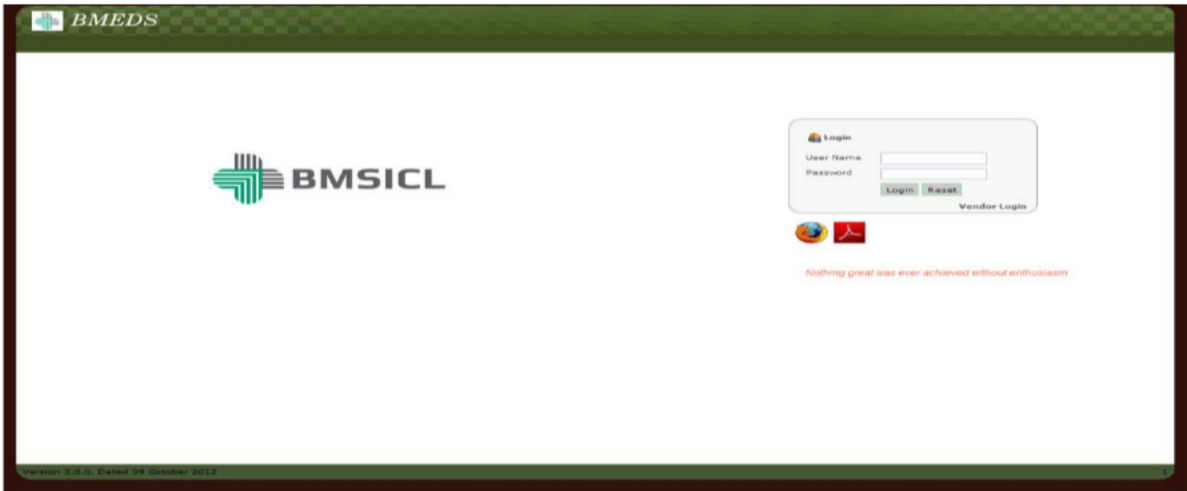 BMEDS
BMSICL
Login
User Name
Password
Login Reset
Vendor Login
Nothing great was ever achieved without enthusiasm
Version 2.0.0. Dated 09 October 2012